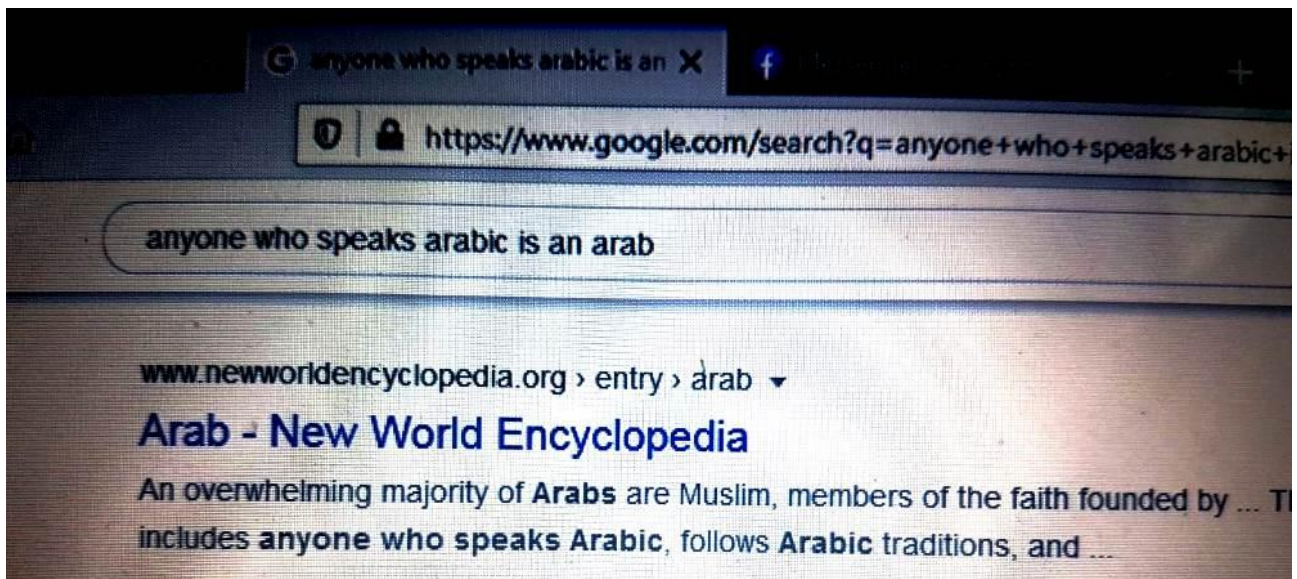 G anyone who speaks arabic is an
f
https://www.google.com/search?q=anyone+who+speaks+arabic+
anyone who speaks arabic is an arab
www.newworldencyclopedia.org › entry › arab
Arab - New World Encyclopedia
An overwhelming majority of Arabs are Muslim, members of the faith founded by ...
includes anyone who speaks Arabic, follows Arabic traditions, and ...